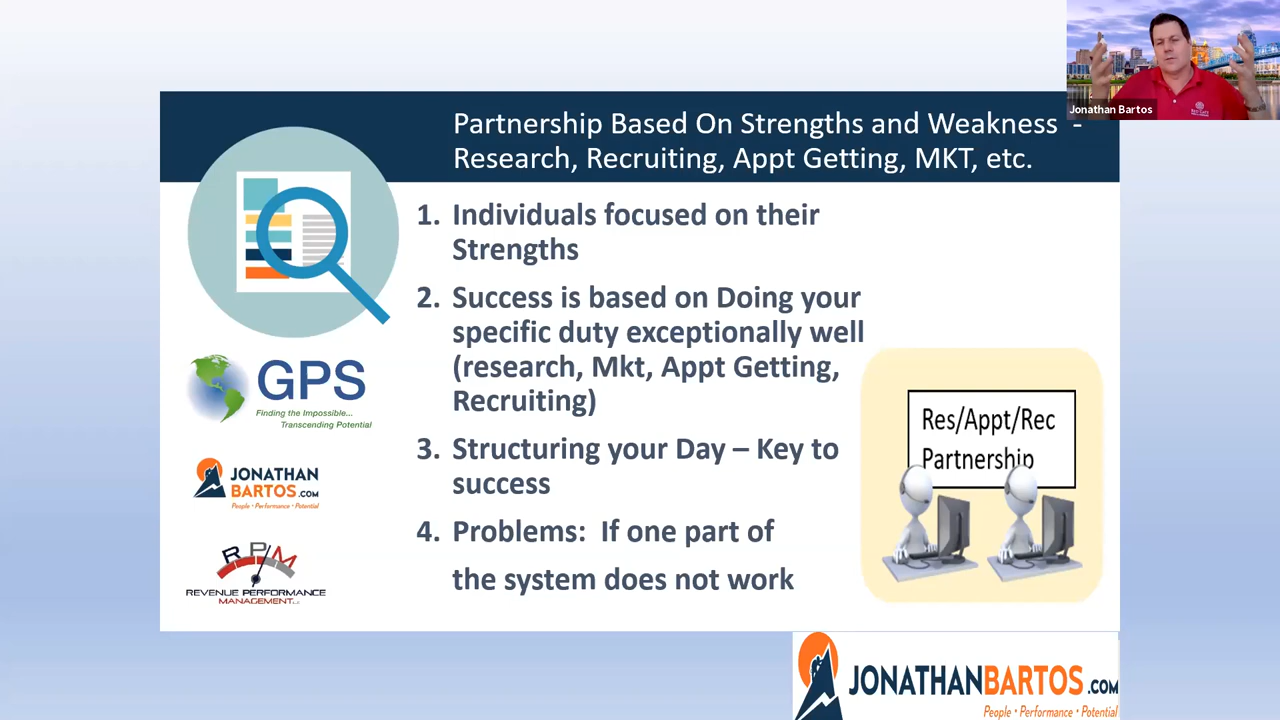 Jonathan Bartos
Partnership Based On Strengths and Weakness -
Research, Recruiting, Appt Getting, MKT, etc.
1. Individuals focused on their
Strengths
2. Success is based on Doing your
specific duty exceptionally well
(research, Mkt, Appt Getting,
Recruiting)
3. Structuring your Day – Key to
success
4. Problems: If one part of
the system does not work
GPS
Finding the Impossible...
Transcending Potential
JONATHAN
BARTOS.COM
People • Performance • Potential
RPM
REVENUE PERFORMANCE
MANAGEMENT
Res/Appt/Rec
Partnership
JONATHANBARTOS.COM
People • Performance • Potential